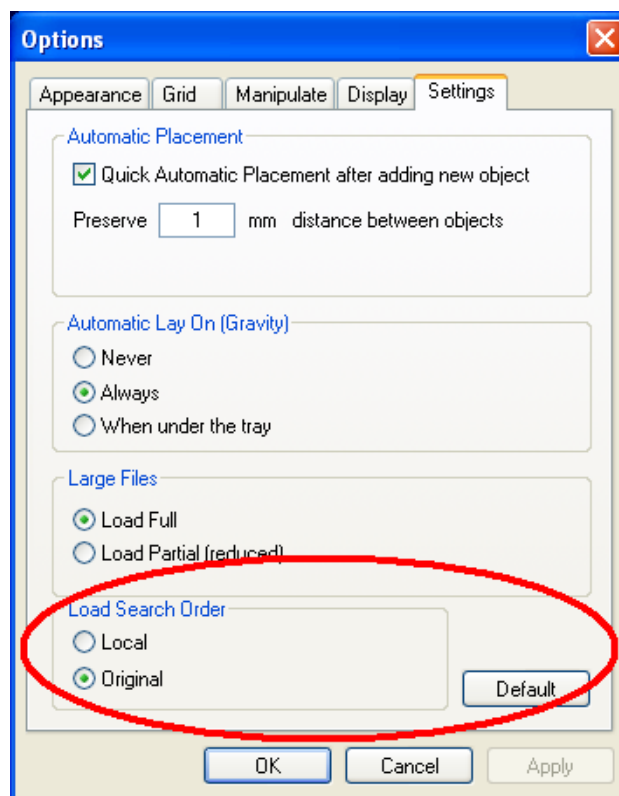 Options
Appearance Grid Manipulate Display Settings
Automatic Placement
Quick Automatic Placement after adding new object
Preserve 1 mm distance between objects
Automatic Lay On (Gravity)
Never
Always
When under the tray
Large Files
Load Full
Load Partial (reduced)
Load Search Order
Local
Original
Default
OK Cancel Apply